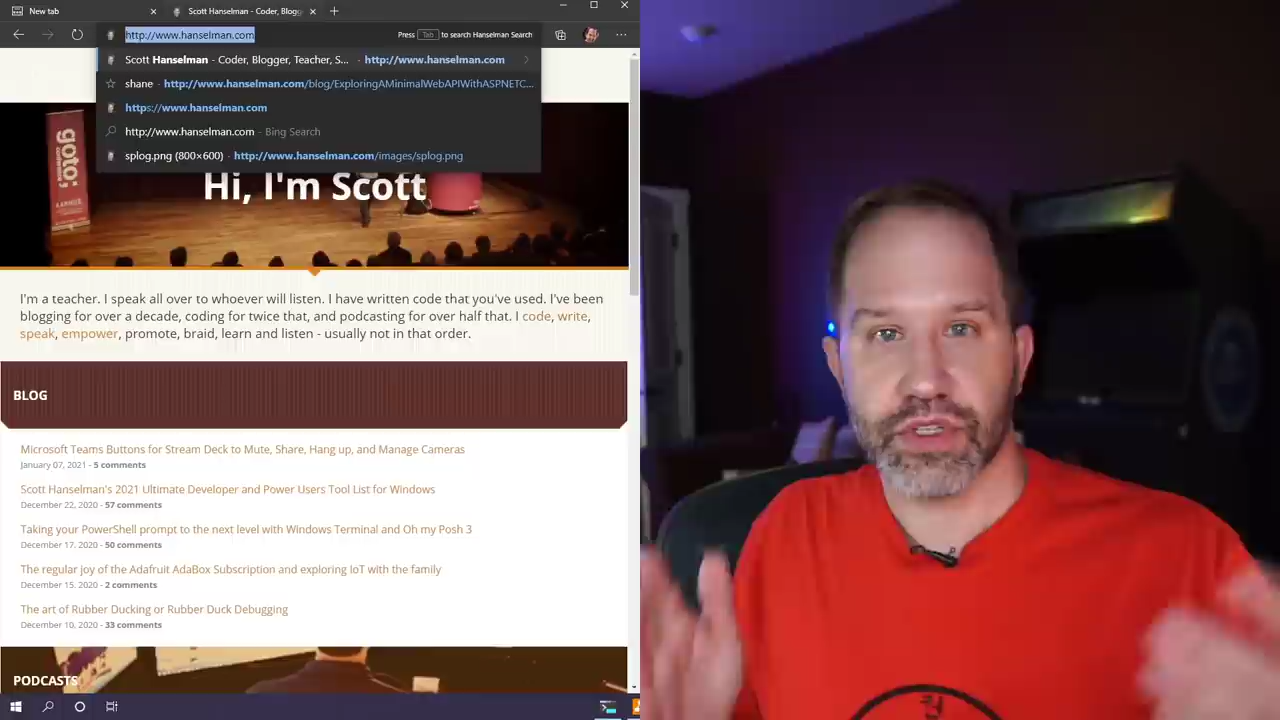 New tab
Scott Hanselman - Coder, Blogg
http://www.hanselman.com
Press Tab to search Hanselman Search
Scott Hanselman - Coder, Blogger, Teacher, S... - http://www.hanselman.com
shane - http://www.hanselman.com/blog/ExploringAMinimalWebAPIWithASPNETC...
https://www.hanselman.com
http://www.hanselman.com - Bing Search
splog.png (800×600) - http://www.hanselman.com/images/splog.png
goto;
conference
Hi, I'm Scott
I'm a teacher. I speak all over to whoever will listen. I have written code that you've used. I've been
blogging for over a decade, coding for twice that, and podcasting for over half that. I code, write,
speak, empower, promote, braid, learn and listen - usually not in that order.
BLOG
Microsoft Teams Buttons for Stream Deck to Mute, Share, Hang up, and Manage Cameras
January 07, 2021 - 5 comments
Scott Hanselman's 2021 Ultimate Developer and Power Users Tool List for Windows
December 22, 2020 - 57 comments
Taking your PowerShell prompt to the next level with Windows Terminal and Oh my Posh 3
December 17, 2020 - 50 comments
The regular joy of the Adafruit AdaBox Subscription and exploring IoT with the family
December 15, 2020 - 2 comments
The art of Rubber Ducking or Rubber Duck Debugging
December 10, 2020 - 33 comments
PODCASTS